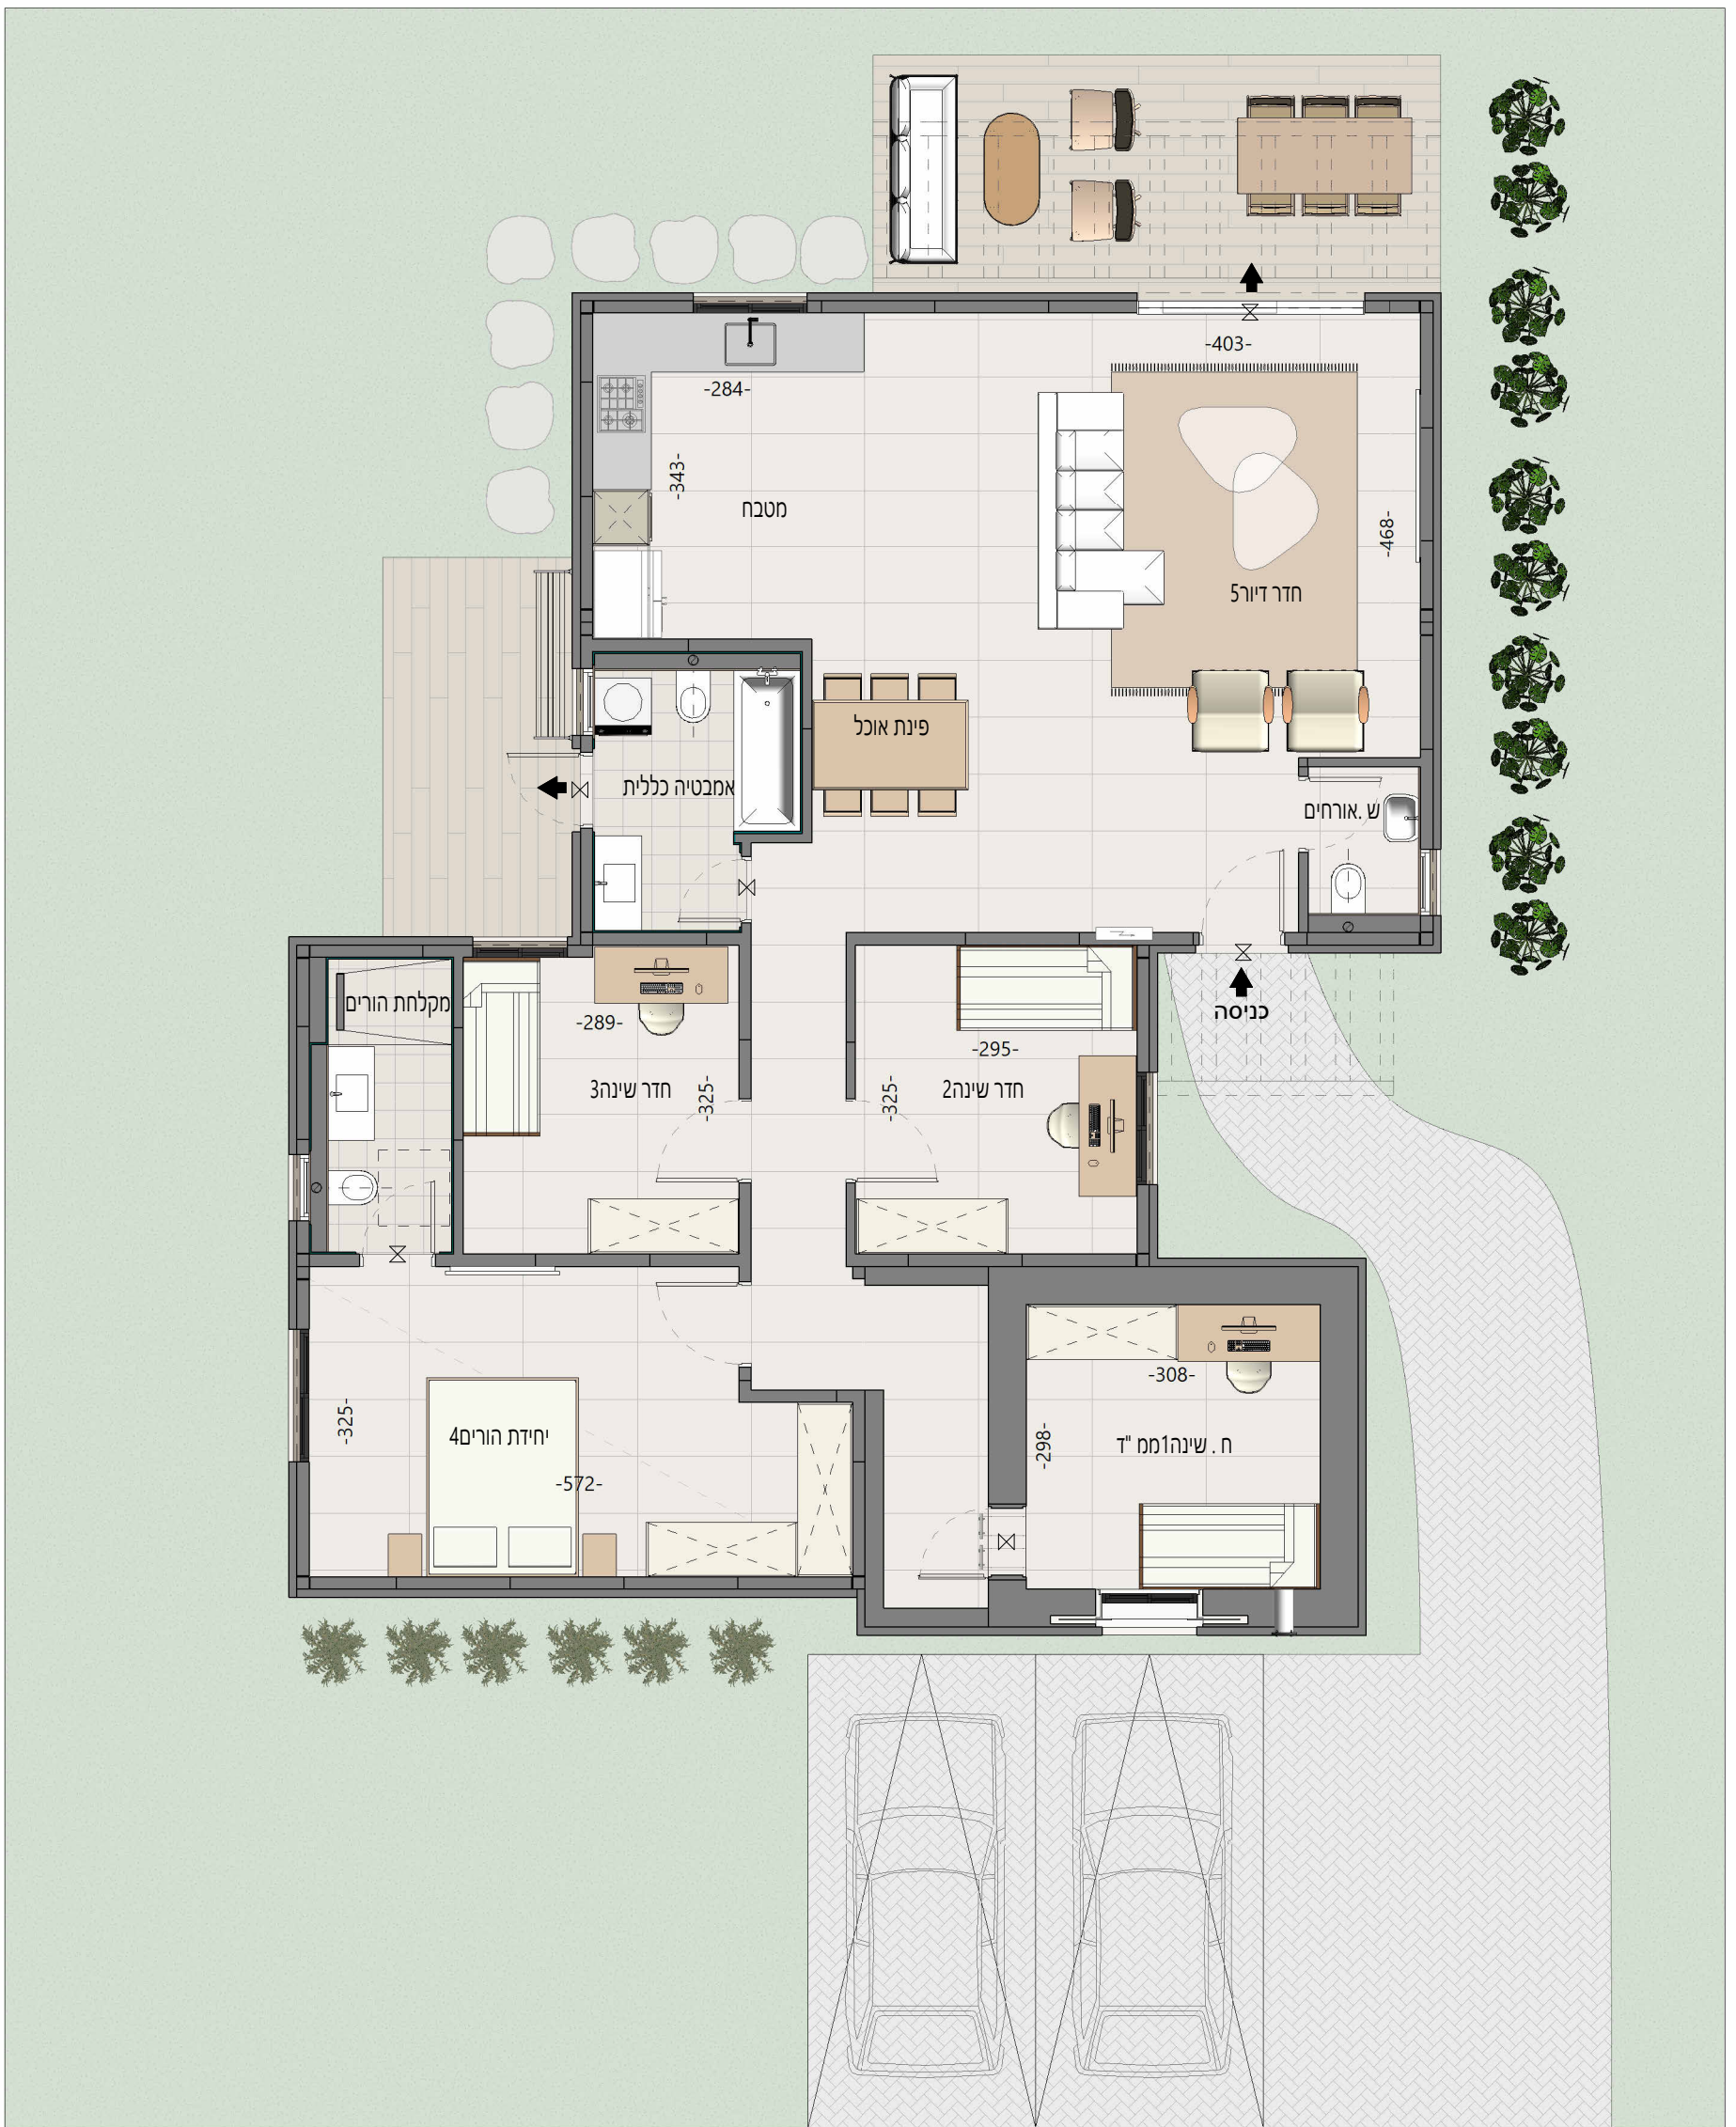 -403-
-284-
-343-
מטבח
-468-
חדר דיור5
פינת אוכל
אמבטיה כללית
ש .אורחים
מקלחת הורים
כניסה
-289-
-295-
חדר שינה3
-325-
-325-
חדר שינה2
-308-
-325-
יחידת הורים4
-298-
ח . שינה1ממ "ד
-572-